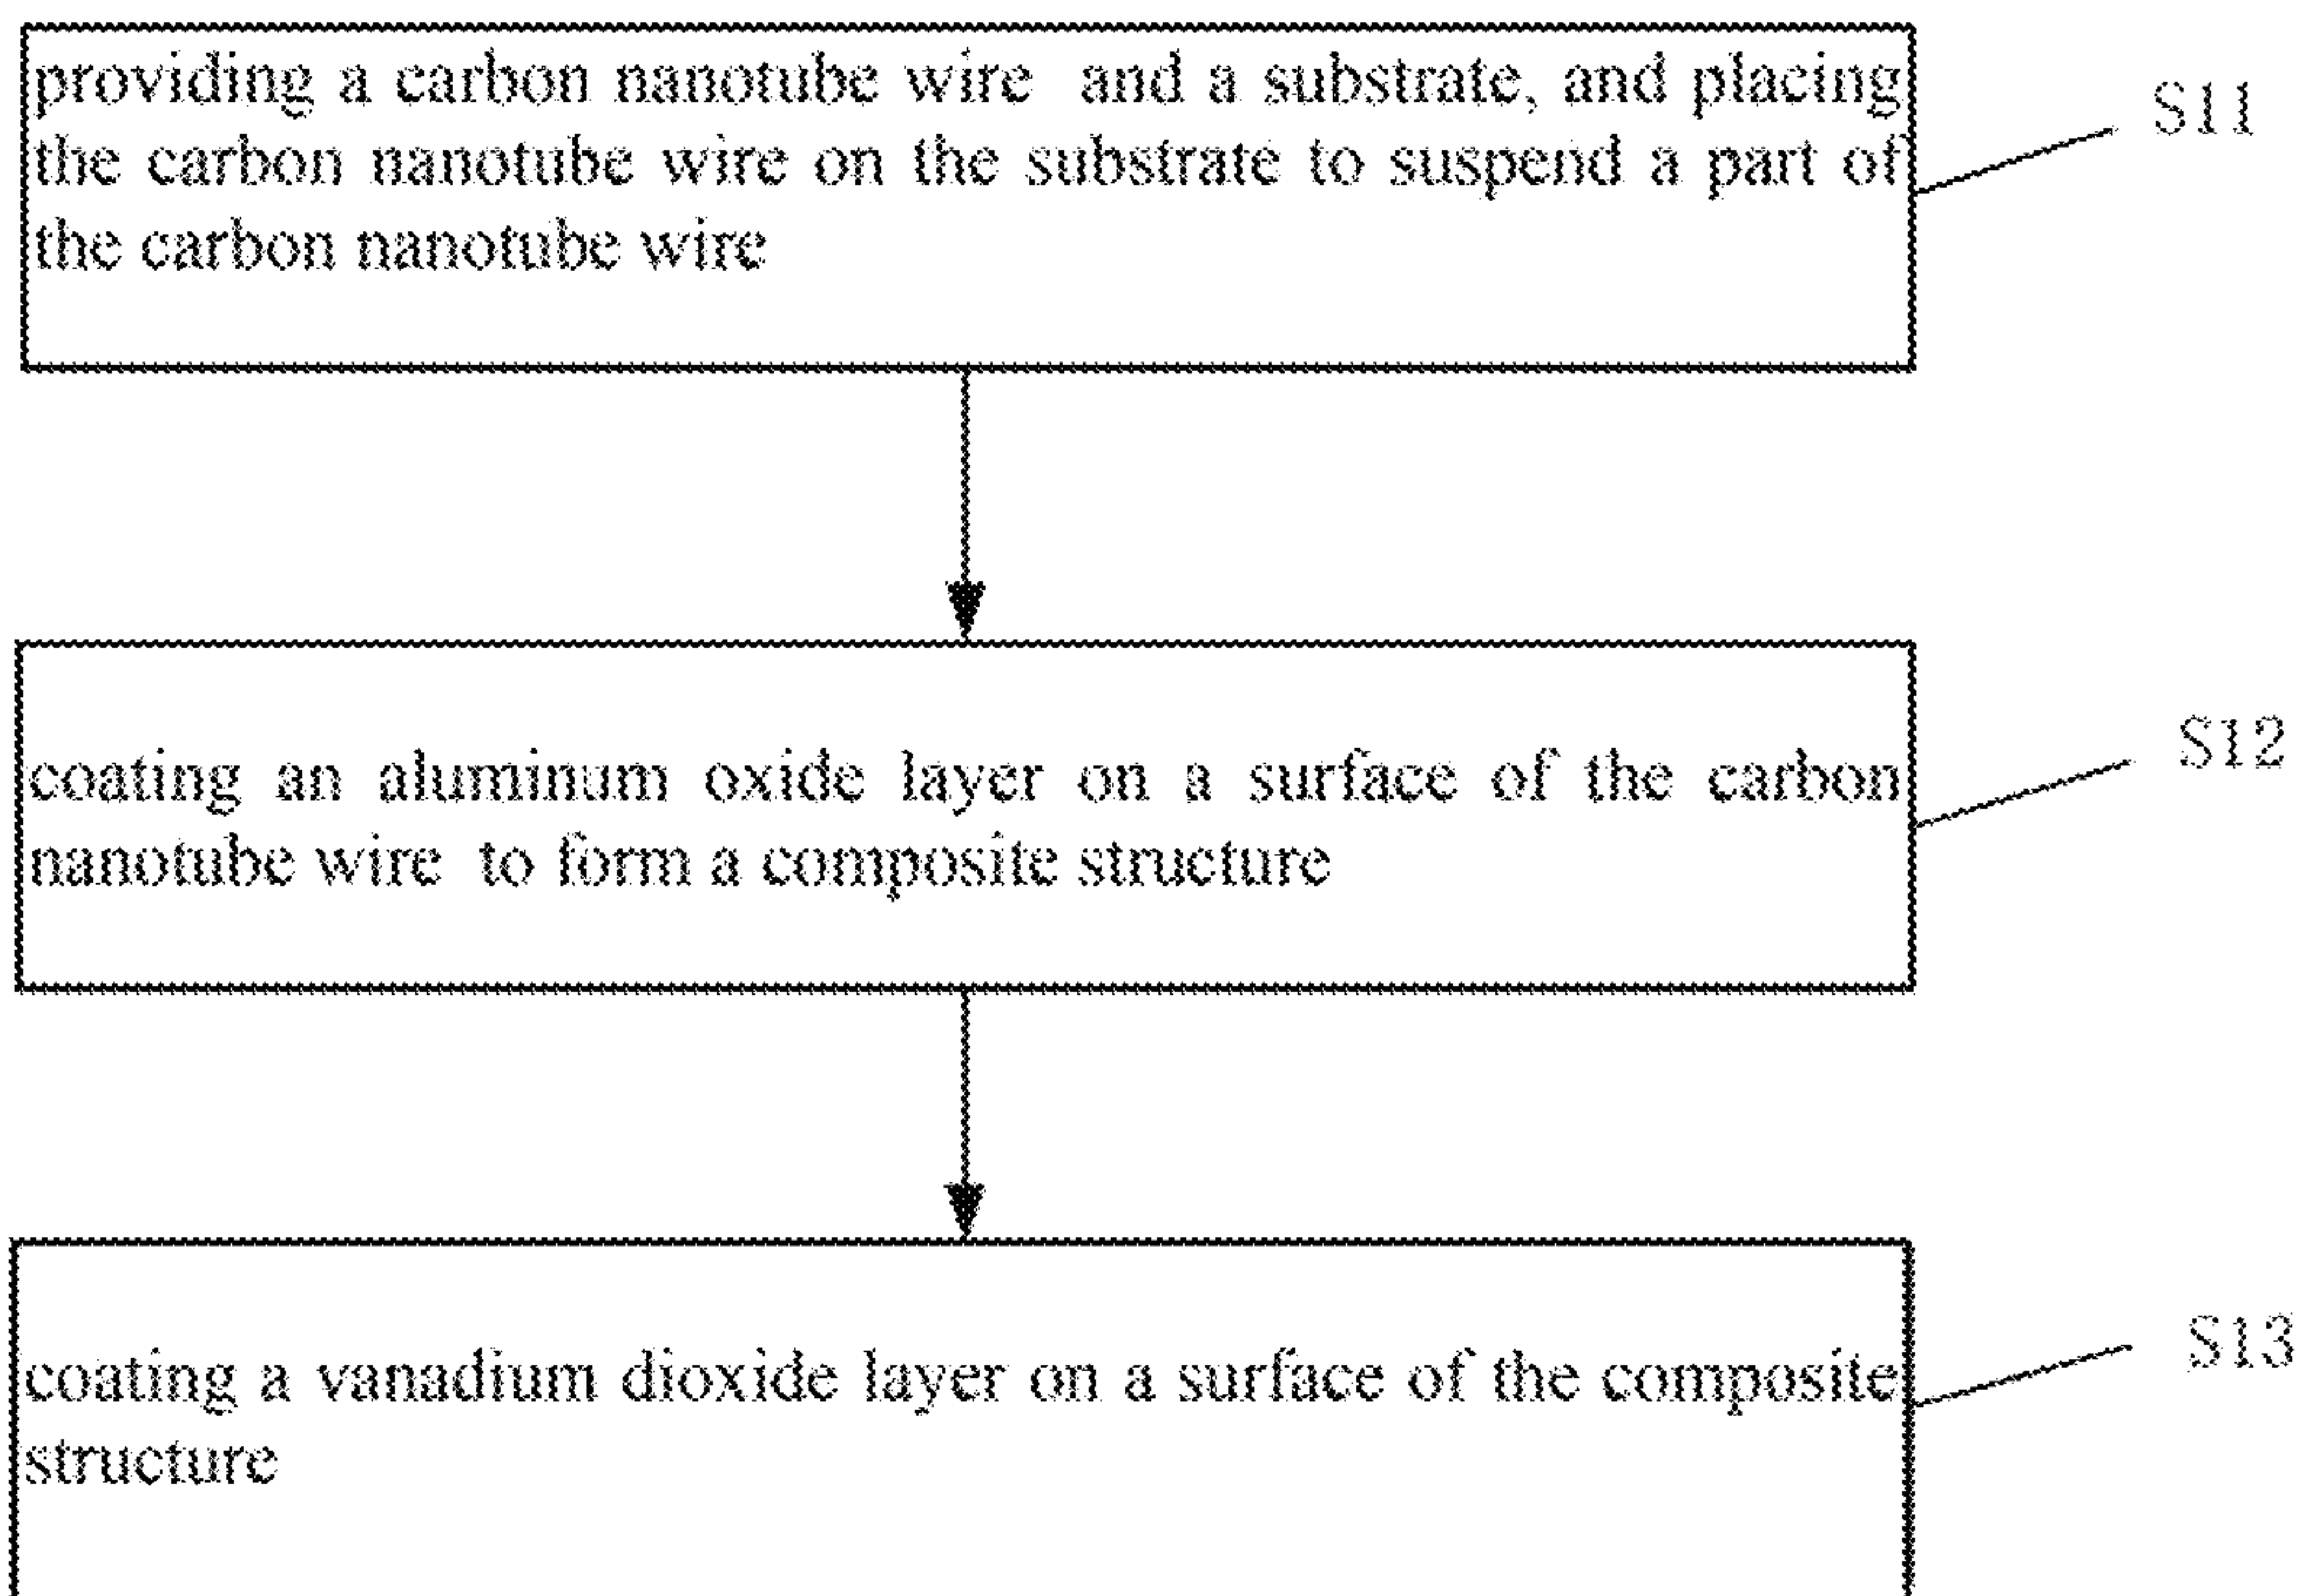 providing a carbon nanotube wire and a substrate, and placing
the carbon nanotube wire on the substrate to suspend a part of
the carbon nanotube wire
S11
coating an aluminum oxide layer on a surface of the carbon
nanotube wire to form a composite structure
S12
coating a vanadium dioxide layer on a surface of the composite
structure
S13